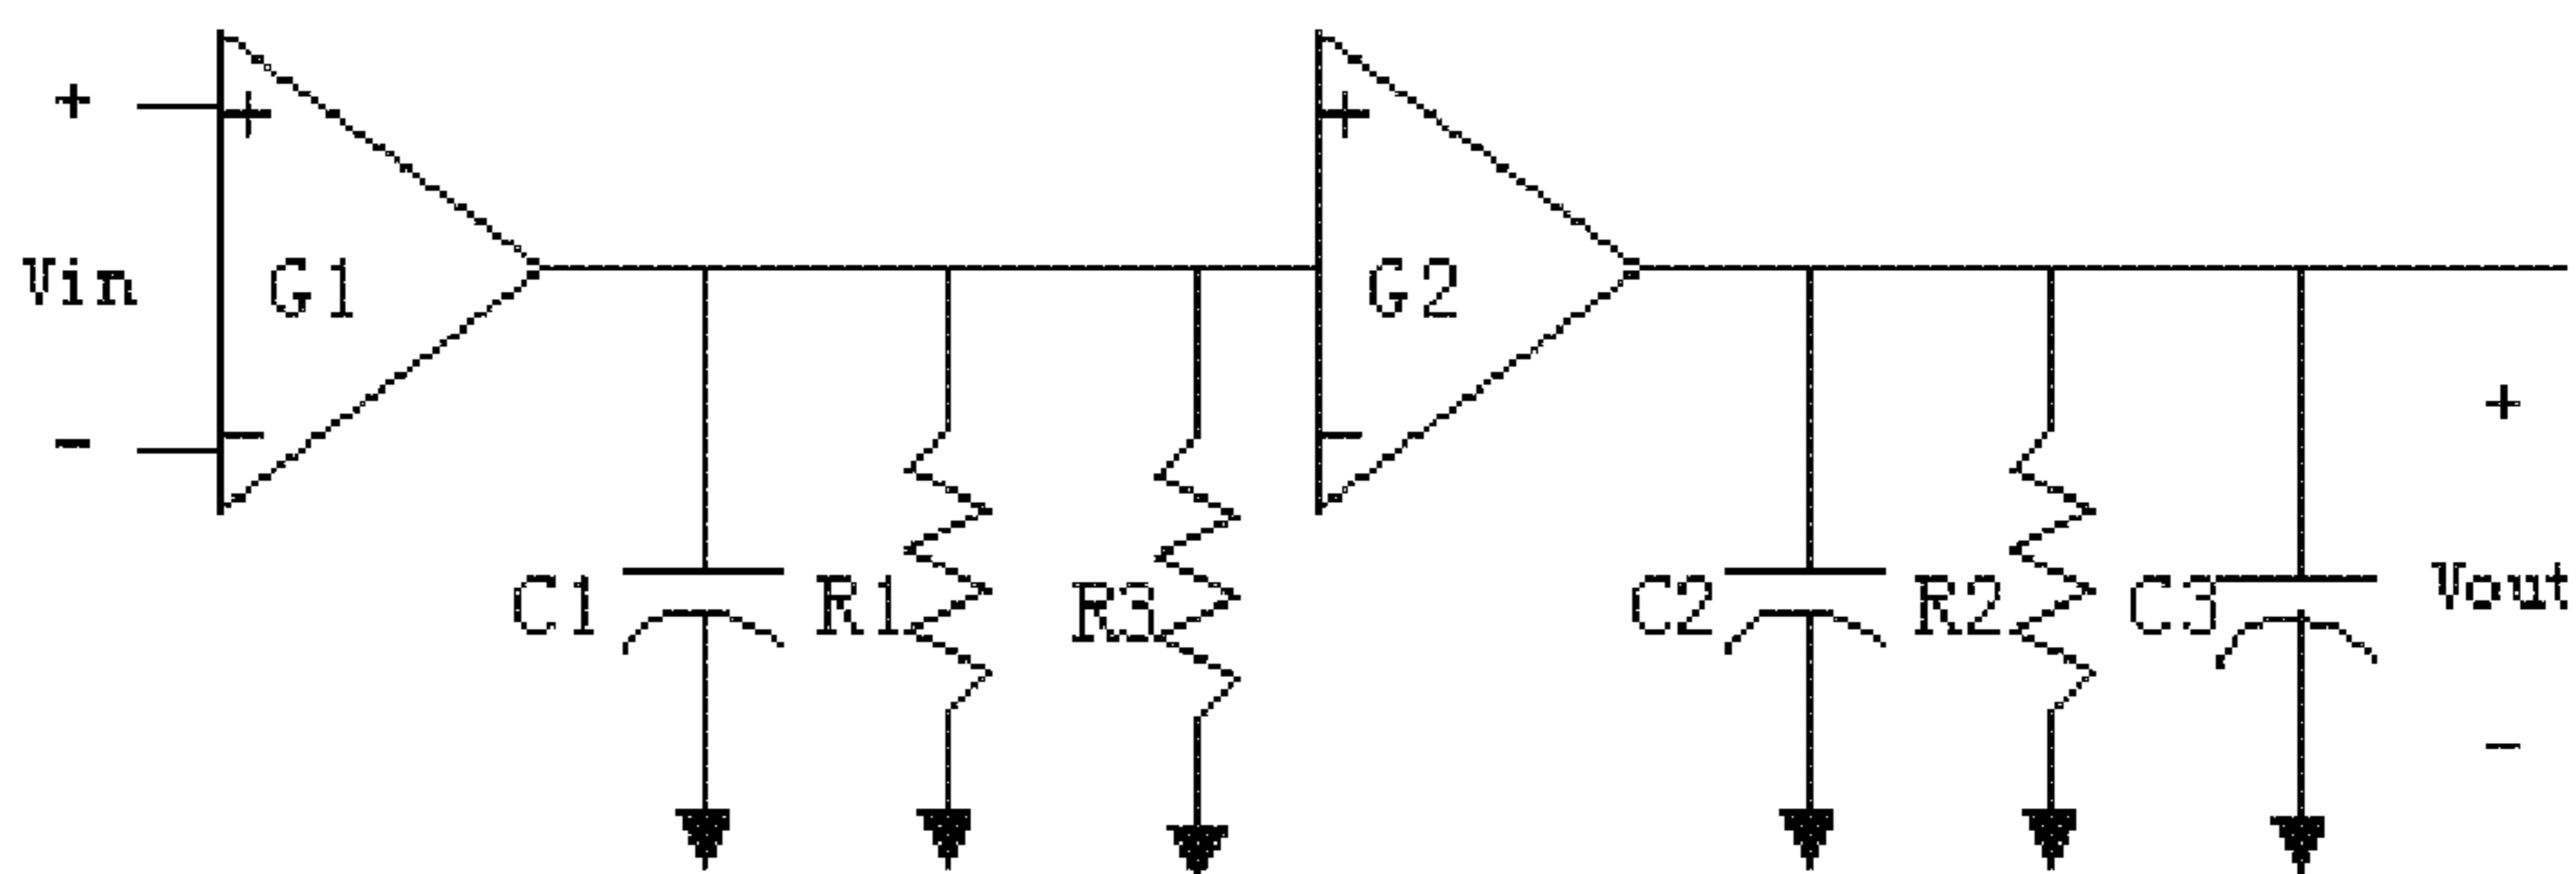 + + +
Vin G1 G2
- - - +
C1 R1 R3 C2 R2 C3 Vout
-